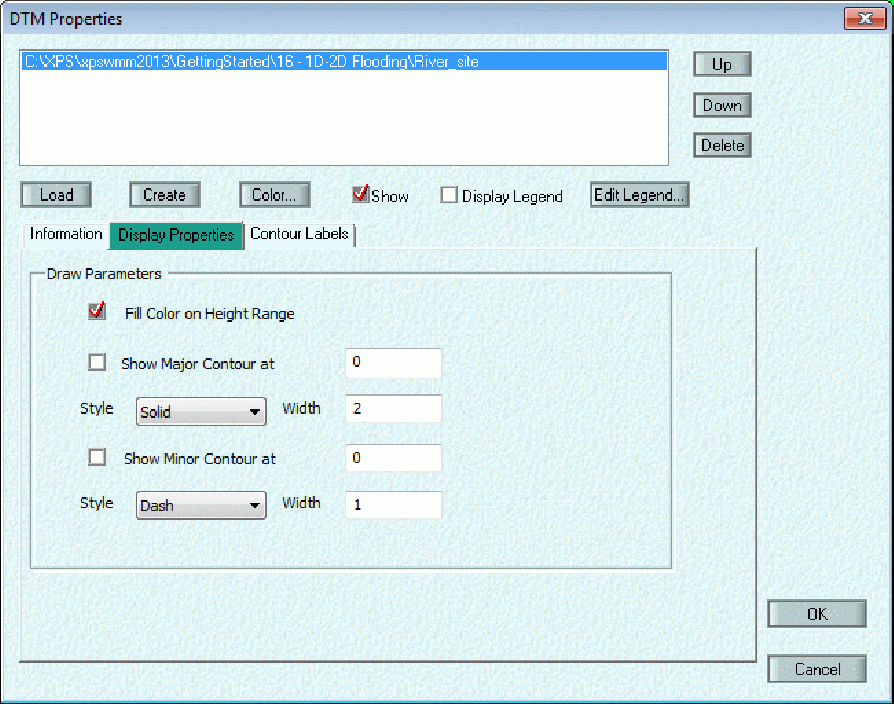 DTM Properties
C:\XPS\xpswmm2013\GettingStarted\16 - 1D-2D Flooding\River_site
Up
Down
Delete
Load Create Color... Show Display Legend Edit Legend...
Information Display Properties Contour Labels
Draw Parameters
Fill Color on Height Range
Show Major Contour at 0
Style Solid Width 2
Show Minor Contour at 0
Style Dash Width 1
OK
Cancel